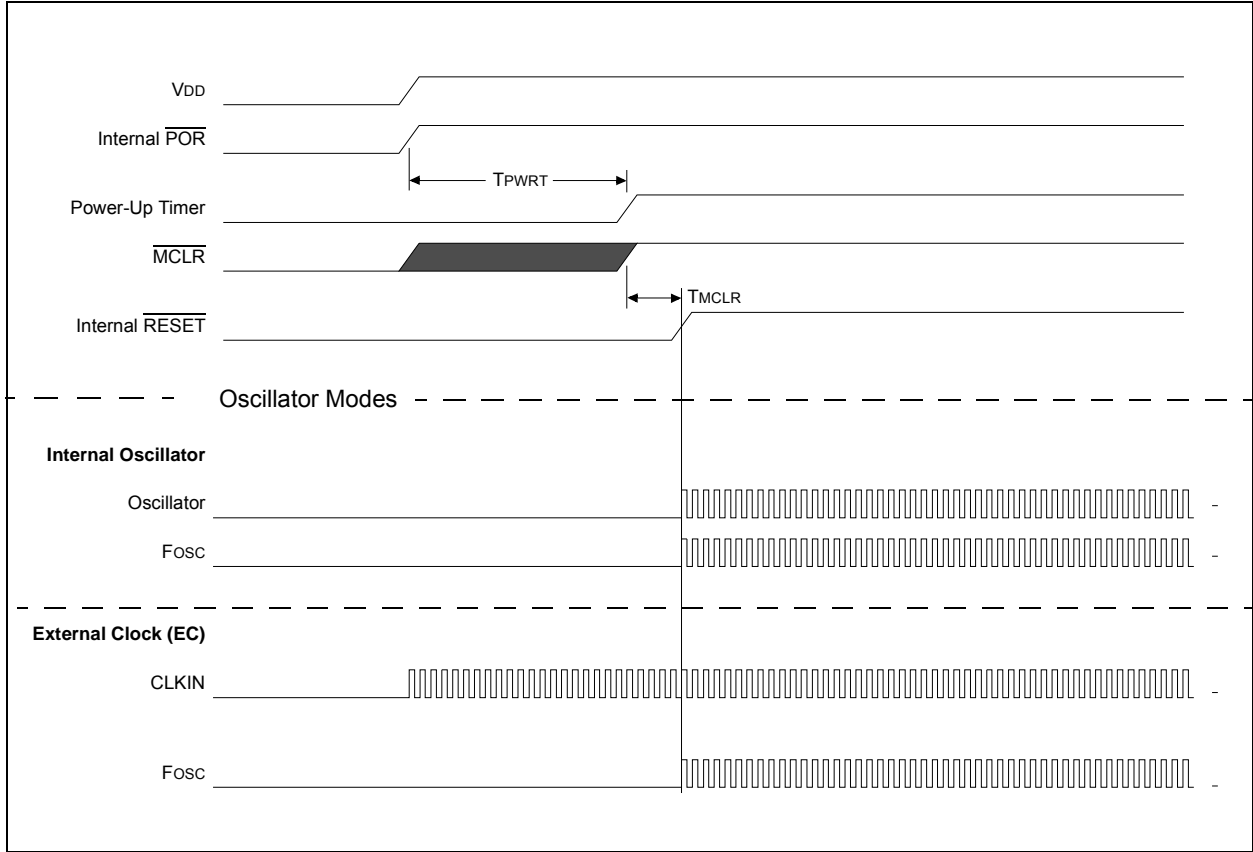 VDD
Internal POR
TPWRT
Power-Up Timer
MCLR
TMCLR
Internal RESET
Oscillator Modes
Internal Oscillator
Oscillator
FOSC
External Clock (EC)
CLKIN
FOSC